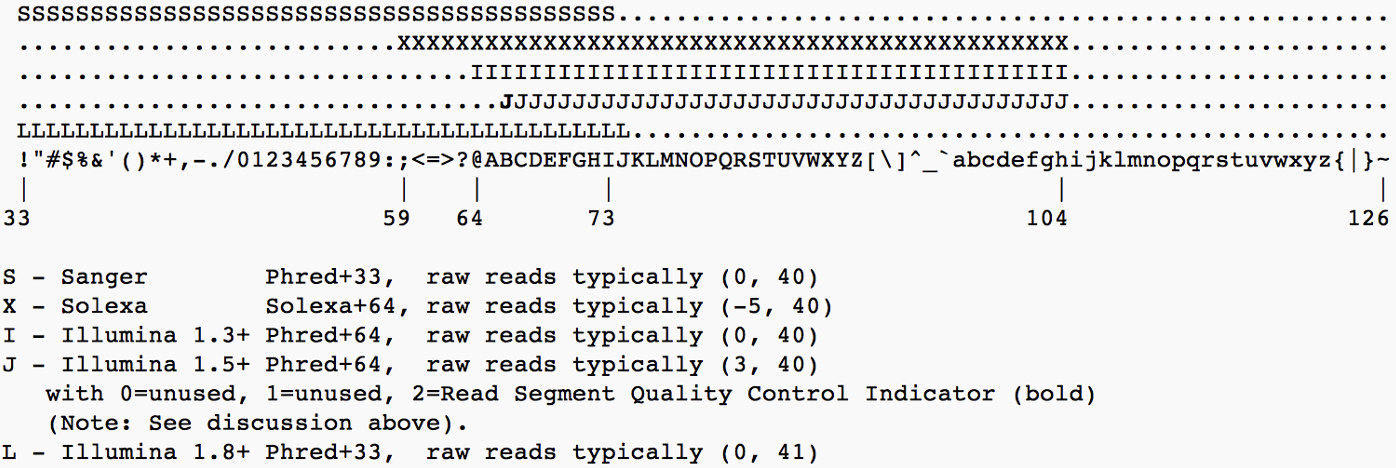 SSSSSSSSSSSSSSSSSSSSSSSSSSSSSSSSSSSSSSSSS.....................................................
..........................XXXXXXXXXXXXXXXXXXXXXXXXXXXXXXXXXXXXXXXXXXXXXX......................
...............................IIIIIIIIIIIIIIIIIIIIIIIIIIIIIIIIIIIIIIIII......................
.................................JJJJJJJJJJJJJJJJJJJJJJJJJJJJJJJJJJJJJJJ......................
LLLLLLLLLLLLLLLLLLLLLLLLLLLLLLLLLLLLLLLLLL....................................................
!"#$%&'()*+,-./0123456789:;<=>?@ABCDEFGHIJKLMNOPQRSTUVWXYZ[\]^_`abcdefghijklmnopqrstuvwxyz{|}~
| | | | | |
33 59 64 73 104 126
S - Sanger Phred+33, raw reads typically (0, 40)
X - Solexa Solexa+64, raw reads typically (-5, 40)
I - Illumina 1.3+ Phred+64, raw reads typically (0, 40)
J - Illumina 1.5+ Phred+64, raw reads typically (3, 40)
with 0=unused, 1=unused, 2=Read Segment Quality Control Indicator (bold)
(Note: See discussion above).
L - Illumina 1.8+ Phred+33, raw reads typically (0, 41)